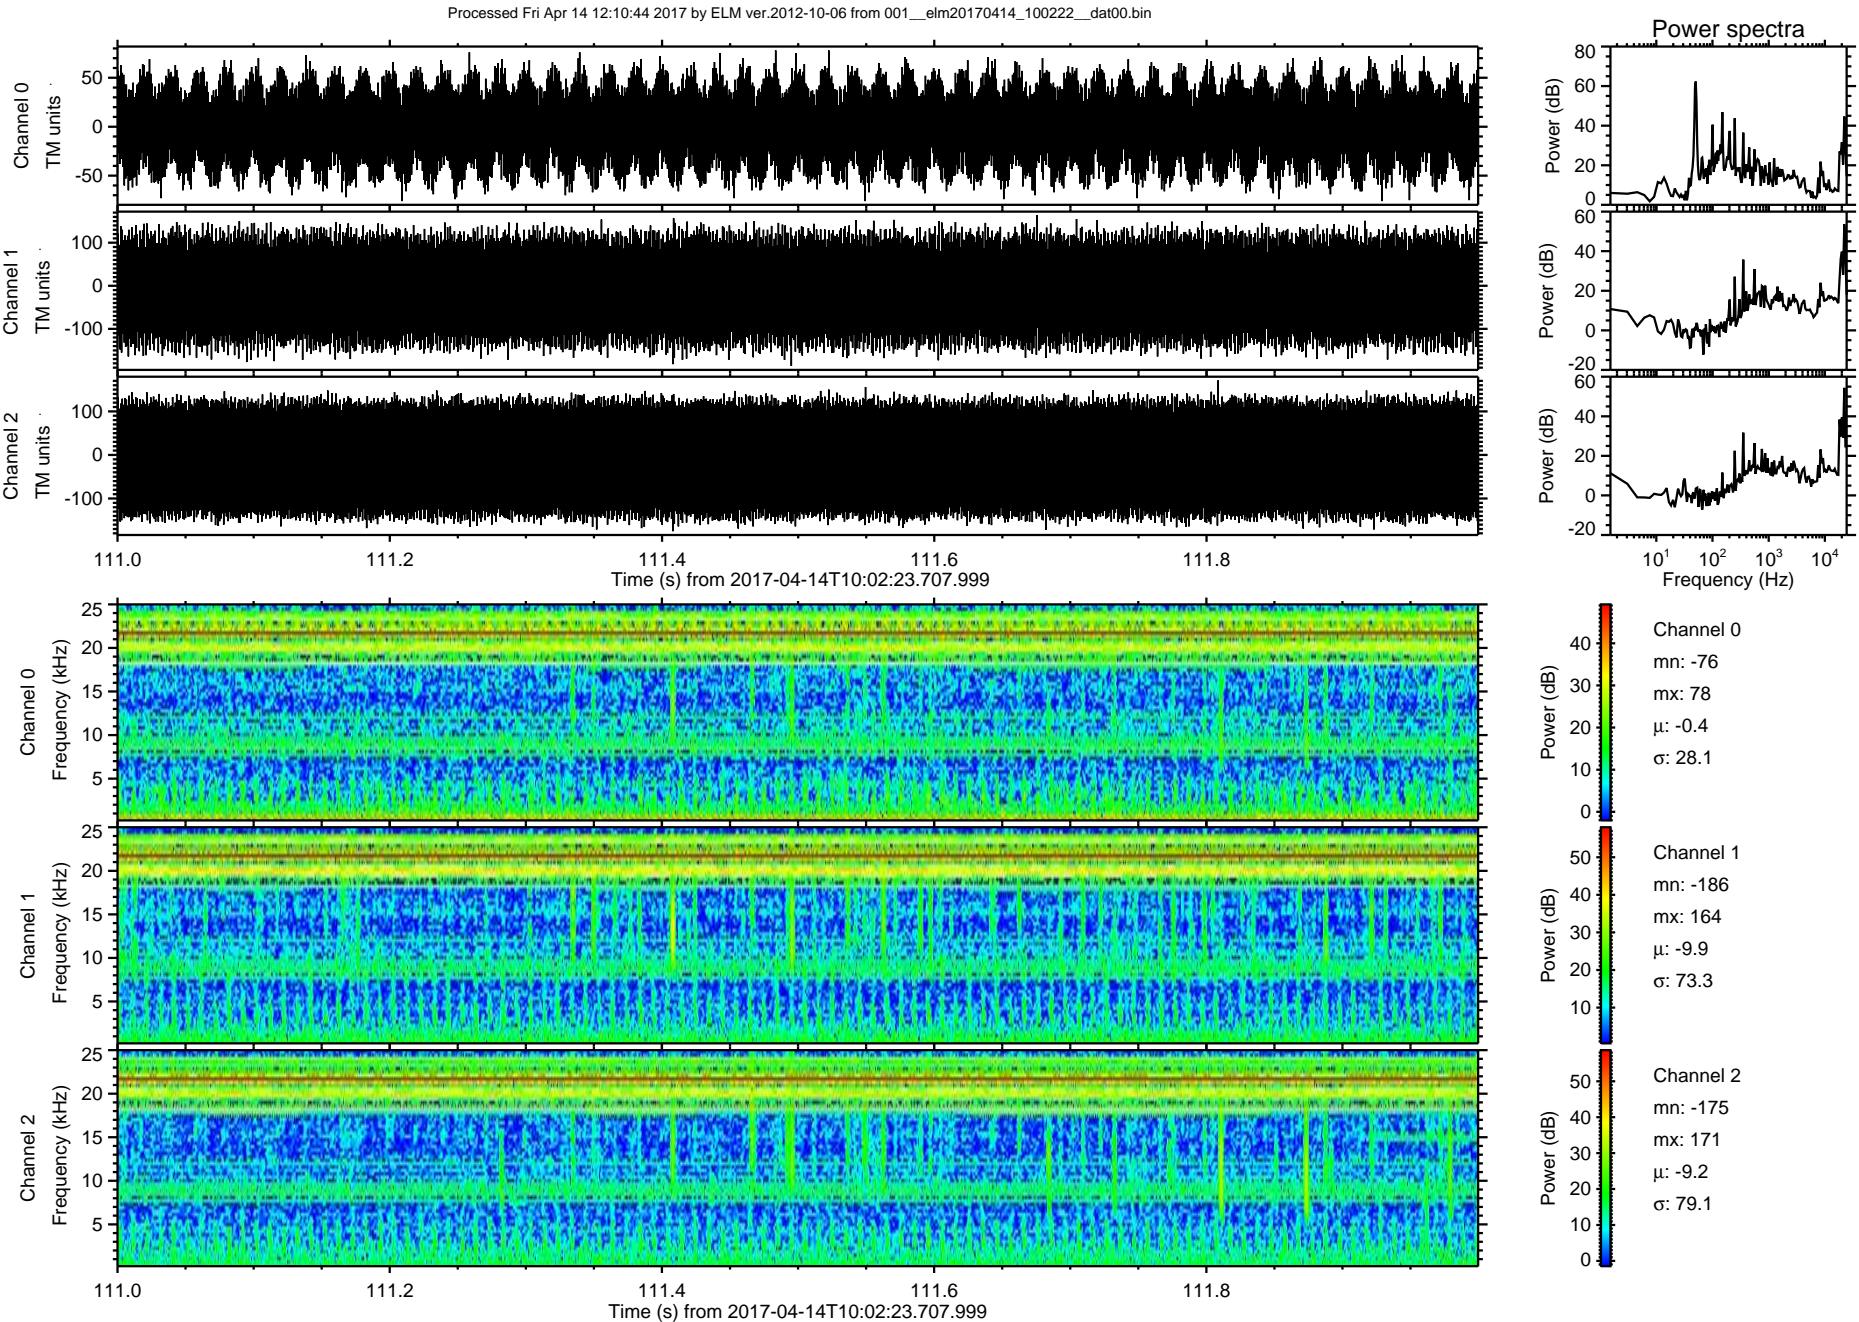 Processed Fri Apr 14 12:10:44 2017 by ELM ver.2012-10-06 from 001__elm20170414_100222__dat00.bin
Power spectra
Channel 0
TM units
50
0
-50
Power (dB)
80
60
40
20
0
Channel 1
TM units
100
0
-100
Power (dB)
60
40
20
0
-20
Channel 2
TM units
100
0
-100
Power (dB)
60
40
20
0
-20
111.0 111.2 111.4 111.6 111.8
Time (s) from 2017-04-14T10:02:23.707.999
10^1 10^2 10^3 10^4
Frequency (Hz)
Channel 0
Frequency (kHz)
25
20
15
10
5
Power (dB)
40
30
20
10
0
Channel 0
mn: -76
mx: 78
μ: -0.4
σ: 28.1
Channel 1
Frequency (kHz)
25
20
15
10
5
Power (dB)
50
40
30
20
10
Channel 1
mn: -186
mx: 164
μ: -9.9
σ: 73.3
Channel 2
Frequency (kHz)
25
20
15
10
5
Power (dB)
50
40
30
20
10
0
Channel 2
mn: -175
mx: 171
μ: -9.2
σ: 79.1
111.0 111.2 111.4 111.6 111.8
Time (s) from 2017-04-14T10:02:23.707.999